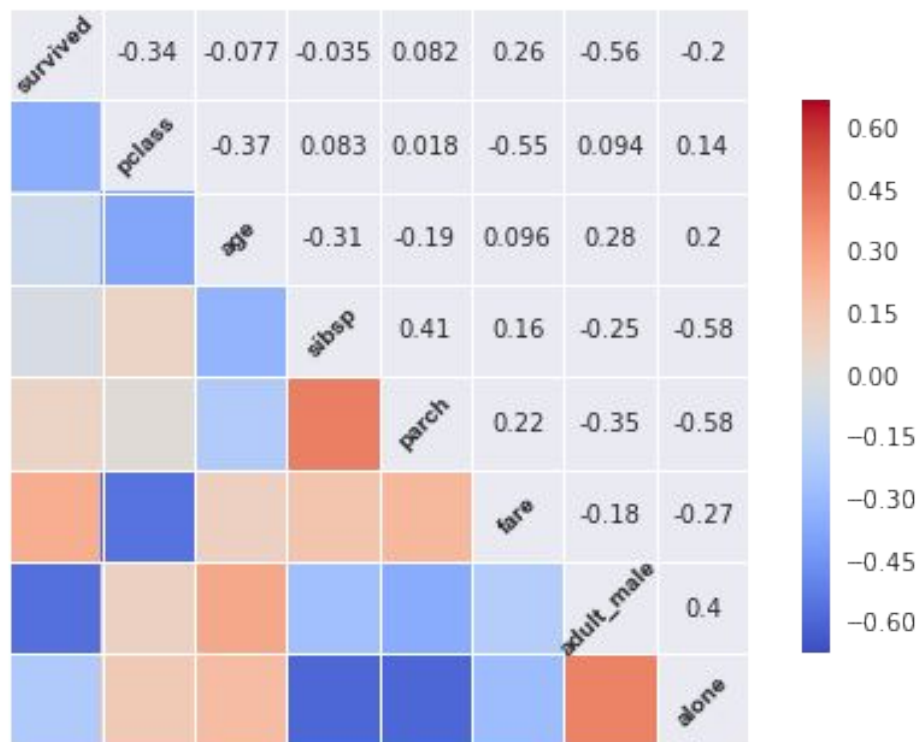 survived -0.34 -0.077 -0.035 0.082 0.26 -0.56 -0.2
pclass -0.37 0.083 0.018 -0.55 0.094 0.14
age -0.31 -0.19 0.096 0.28 0.2
sibsp 0.41 0.16 -0.25 -0.58
parch 0.22 -0.35 -0.58
fare -0.18 -0.27
adult_male 0.4
alone
0.60
0.45
0.30
0.15
0.00
−0.15
−0.30
−0.45
−0.60